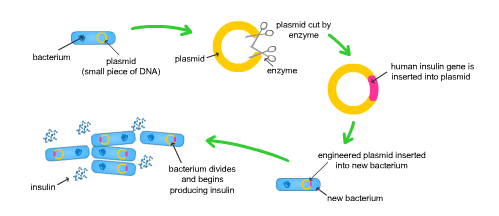 bacterium
plasmid
(small piece of DNA)
plasmid
plasmid cut by
enzyme
enzyme
human insulin gene is
inserted into plasmid
engineered plasmid inserted
into new bacterium
new bacterium
bacterium divides
and begins
producing insulin
insulin